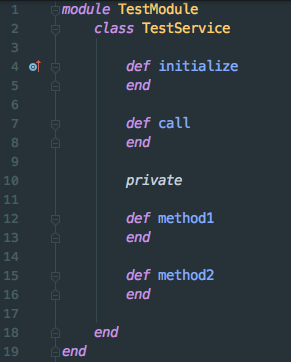 1 module TestModule
2 class TestService
3
4 def initialize
5 end
6
7 def call
8 end
9
10 private
11
12 def method1
13 end
14
15 def method2
16 end
17
18 end
19 end